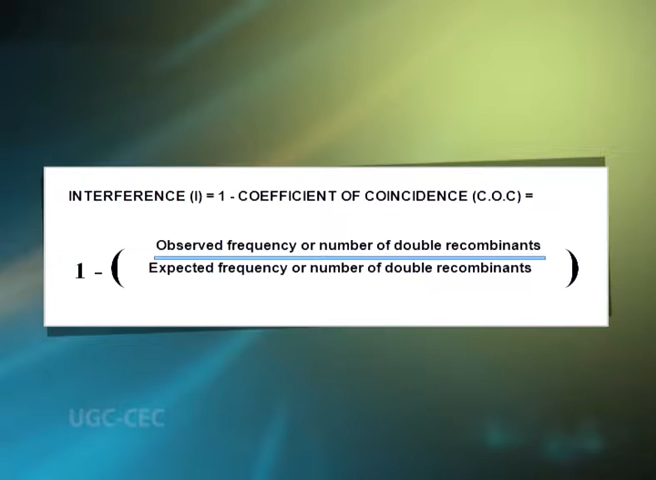 INTERFERENCE (I) = 1 - COEFFICIENT OF COINCIDENCE (C.O.C) =
Observed frequency or number of double recombinants
1 - (                )
Expected frequency or number of double recombinants
UGC-CEC